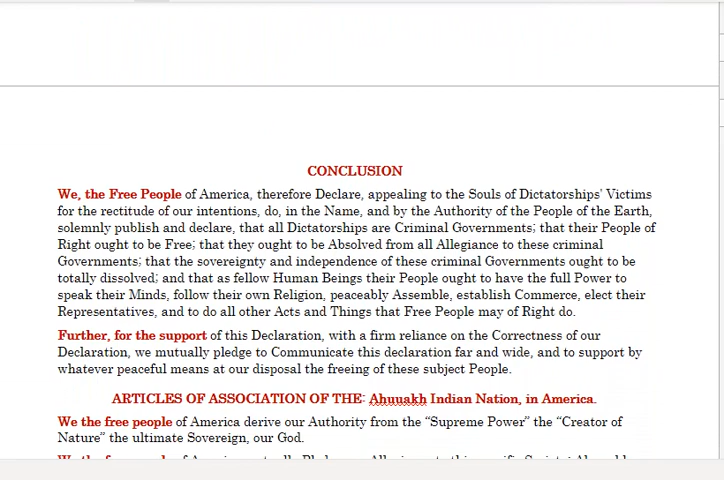 CONCLUSION
We, the Free People of America, therefore Declare, appealing to the Souls of Dictatorships' Victims
for the rectitude of our intentions, do, in the Name, and by the Authority of the People of the Earth,
solemnly publish and declare, that all Dictatorships are Criminal Governments; that their People of
Right ought to be Free; that they ought to be Absolved from all Allegiance to these criminal
Governments; that the sovereignty and independence of these criminal Governments ought to be
totally dissolved; and that as fellow Human Beings their People ought to have the full Power to
speak their Minds, follow their own Religion, peaceably Assemble, establish Commerce, elect their
Representatives, and to do all other Acts and Things that Free People may of Right do.
Further, for the support of this Declaration, with a firm reliance on the Correctness of our
Declaration, we mutually pledge to Communicate this declaration far and wide, and to support by
whatever peaceful means at our disposal the freeing of these subject People.
ARTICLES OF ASSOCIATION OF THE: Ahuuakh Indian Nation, in America.
We the free people of America derive our Authority from the “Supreme Power” the “Creator of
Nature” the ultimate Sovereign, our God.